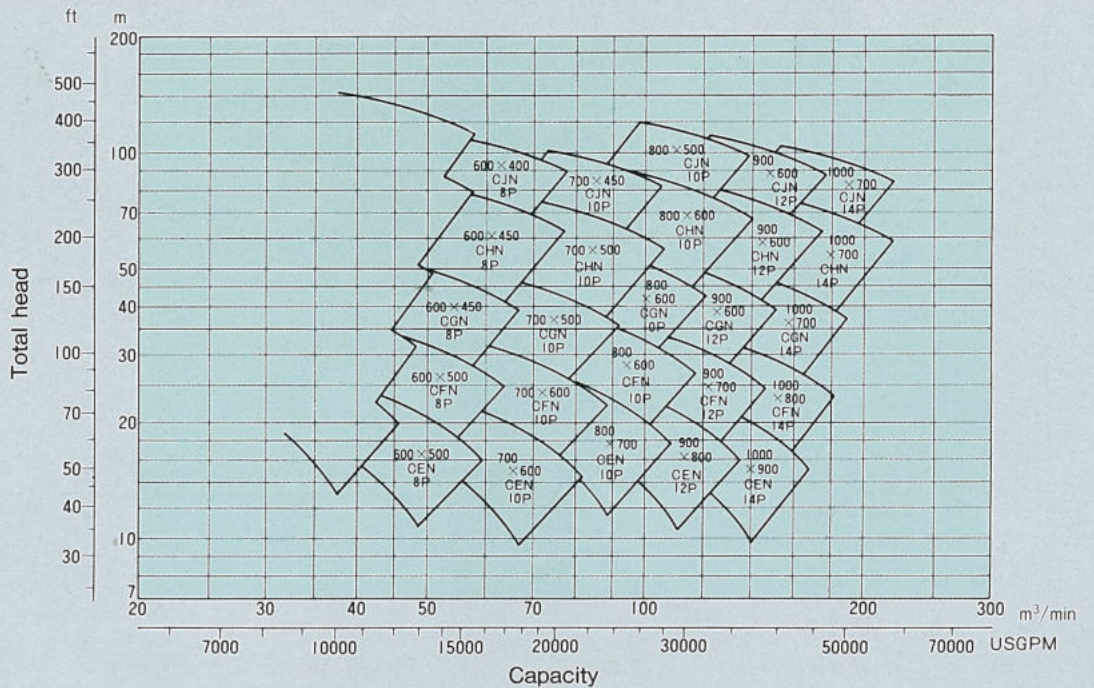 ft m
200
500
400
100
300
70
200
50
150
40
100
30
70
20
50
40
10
30
7
Total head
800 × 500
CJN
10P
600 × 400
CJN
8P
700 × 450
CJN
10P
900
× 600
CJN
12P
1000
× 700
CJN
14P
600 × 450
CHN
8P
700 × 500
CHN
10P
800 × 600
CHN
10P
900
× 600
CHN
12P
1000
× 700
CHN
14P
600 × 450
CGN
8P
700 × 500
CGN
10P
800
× 600
CGN
10P
900
× 600
CGN
12P
1000
× 700
CGN
14P
600 × 500
CFN
8P
700 × 600
CFN
10P
800
× 600
CFN
10P
900
× 700
CFN
12P
1000
× 800
CFN
14P
600 × 500
CEN
8P
700
× 600
CEN
10P
800
× 700
CEN
10P
900
× 800
CEN
12P
1000
× 900
CEN
14P
20 30 40 50 70 100 200 300 m³/min
7000 10000 15000 20000 30000 50000 70000 USGPM
Capacity